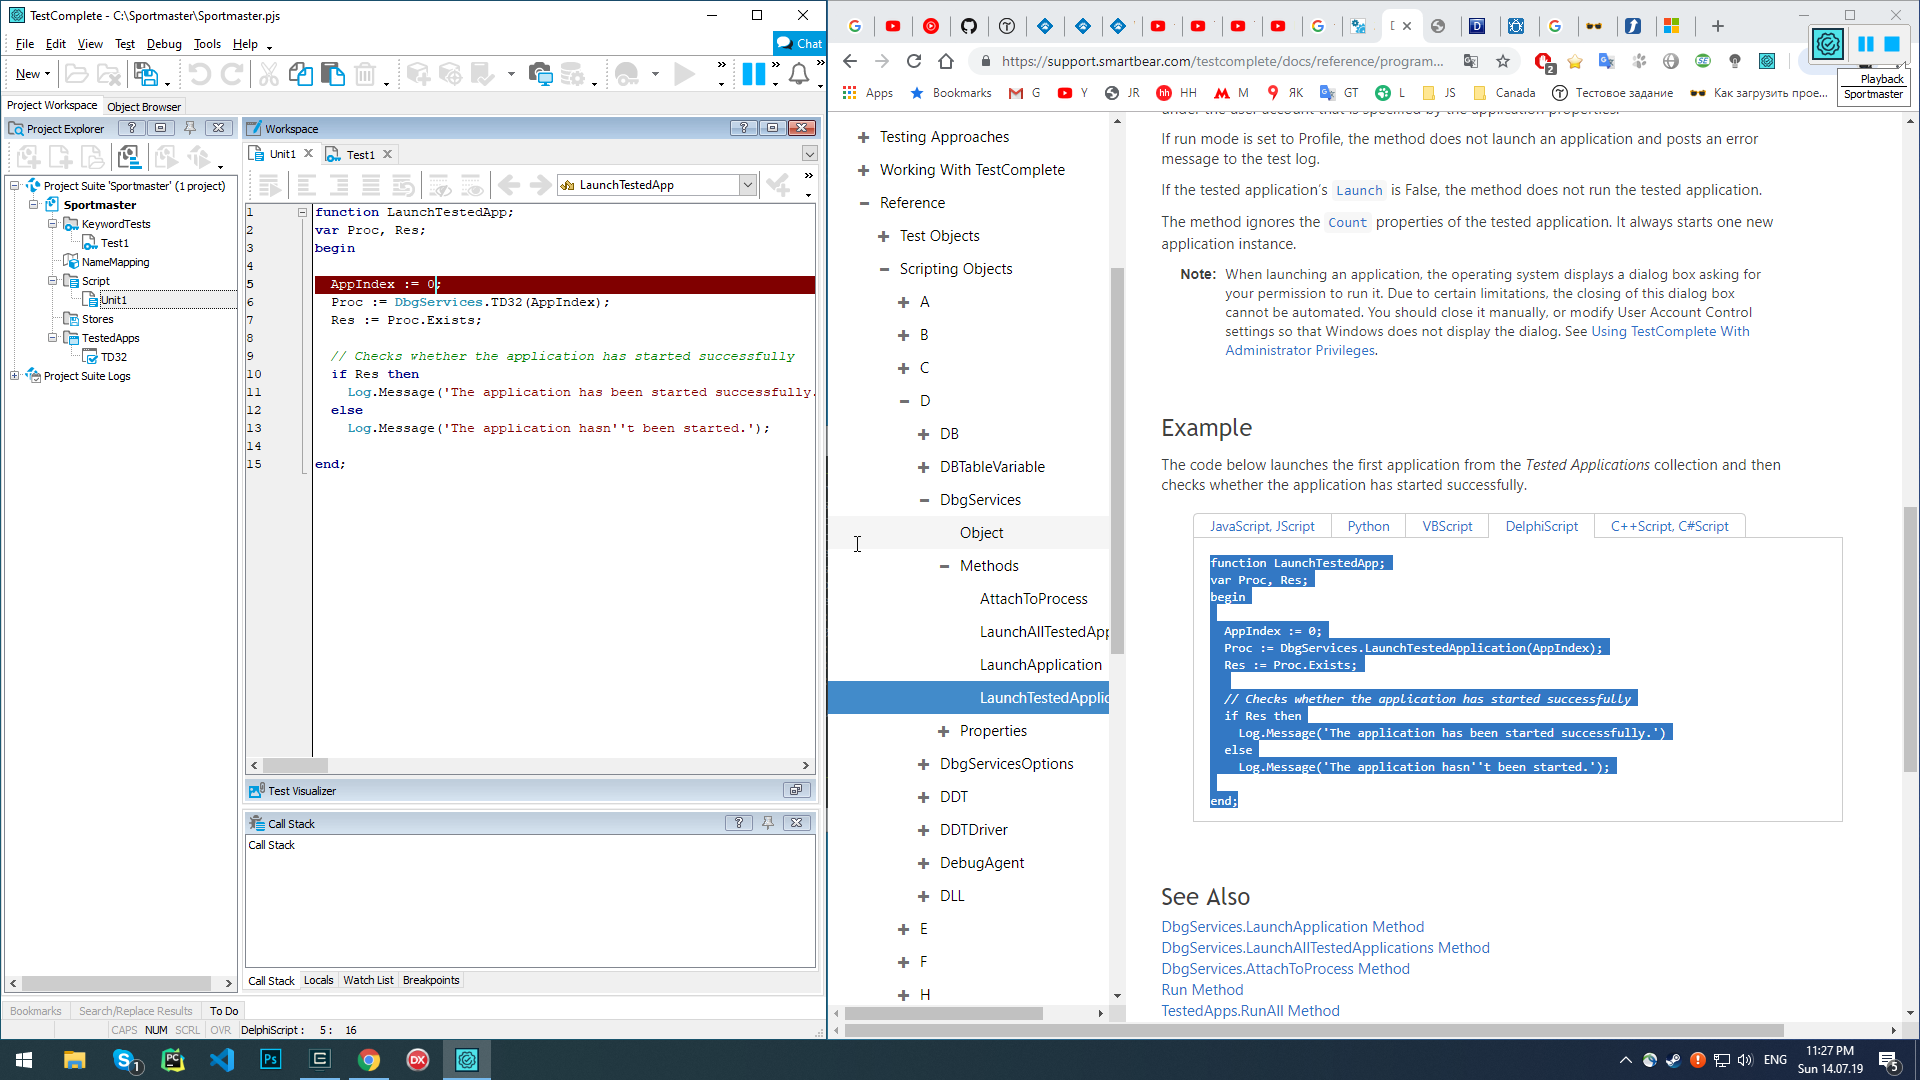 TestComplete - C:\Sportmaster\Sportmaster.pjs
File Edit View Test Debug Tools Help
Chat
New
Project Workspace Object Browser
Project Explorer
Project Suite 'Sportmaster' (1 project)
Sportmaster
KeywordTests
Test1
NameMapping
Script
Unit1
Stores
TestedApps
TD32
Project Suite Logs
Workspace
Unit1
Test1
LaunchTestedApp
1 function LaunchTestedApp;
2 var Proc, Res;
3 begin
4
5 AppIndex := 0;
6 Proc := DbgServices.TD32(AppIndex);
7 Res := Proc.Exists;
8
9 // Checks whether the application has started successfully
10 if Res then
11 Log.Message('The application has been started successfully.
12 else
13 Log.Message('The application hasn''t been started.');
14
15 end;
Test Visualizer
Call Stack
Call Stack
Call Stack Locals Watch List Breakpoints
Bookmarks Search/Replace Results To Do
CAPS NUM SCRL OVR DelphiScript : 5 : 16
https://support.smartbear.com/testcomplete/docs/reference/program...
2
Playback
Sportmaster
Apps Bookmarks G Y JR HH M ЯК GT L JS Canada Тестовое задание Как загрузить прое...
Testing Approaches
Working With TestComplete
Reference
Test Objects
Scripting Objects
A
B
C
D
DB
DBTableVariable
DbgServices
Object
Methods
AttachToProcess
LaunchAllTestedApp
LaunchApplication
LaunchTestedApplic
Properties
DbgServicesOptions
DDT
DDTDriver
DebugAgent
DLL
E
F
H
under the user account that is specified by the application properties.
If run mode is set to Profile, the method does not launch an application and posts an error
message to the test log.
If the tested application's Launch is False, the method does not run the tested application.
The method ignores the Count properties of the tested application. It always starts one new
application instance.
Note: When launching an application, the operating system displays a dialog box asking for
your permission to run it. Due to certain limitations, the closing of this dialog box
cannot be automated. You should close it manually, or modify User Account Control
settings so that Windows does not display the dialog. See Using TestComplete With
Administrator Privileges.
Example
The code below launches the first application from the Tested Applications collection and then
checks whether the application has started successfully.
JavaScript, JScript Python VBScript DelphiScript C++Script, C#Script
function LaunchTestedApp;
var Proc, Res;
begin
AppIndex := 0;
Proc := DbgServices.LaunchTestedApplication(AppIndex);
Res := Proc.Exists;
// Checks whether the application has started successfully
if Res then
Log.Message('The application has been started successfully.')
else
Log.Message('The application hasn''t been started.');
end;
See Also
DbgServices.LaunchApplication Method
DbgServices.LaunchAllTestedApplications Method
DbgServices.AttachToProcess Method
Run Method
TestedApps.RunAll Method
1
ENG
11:27 PM
Sun 14.07.19
5